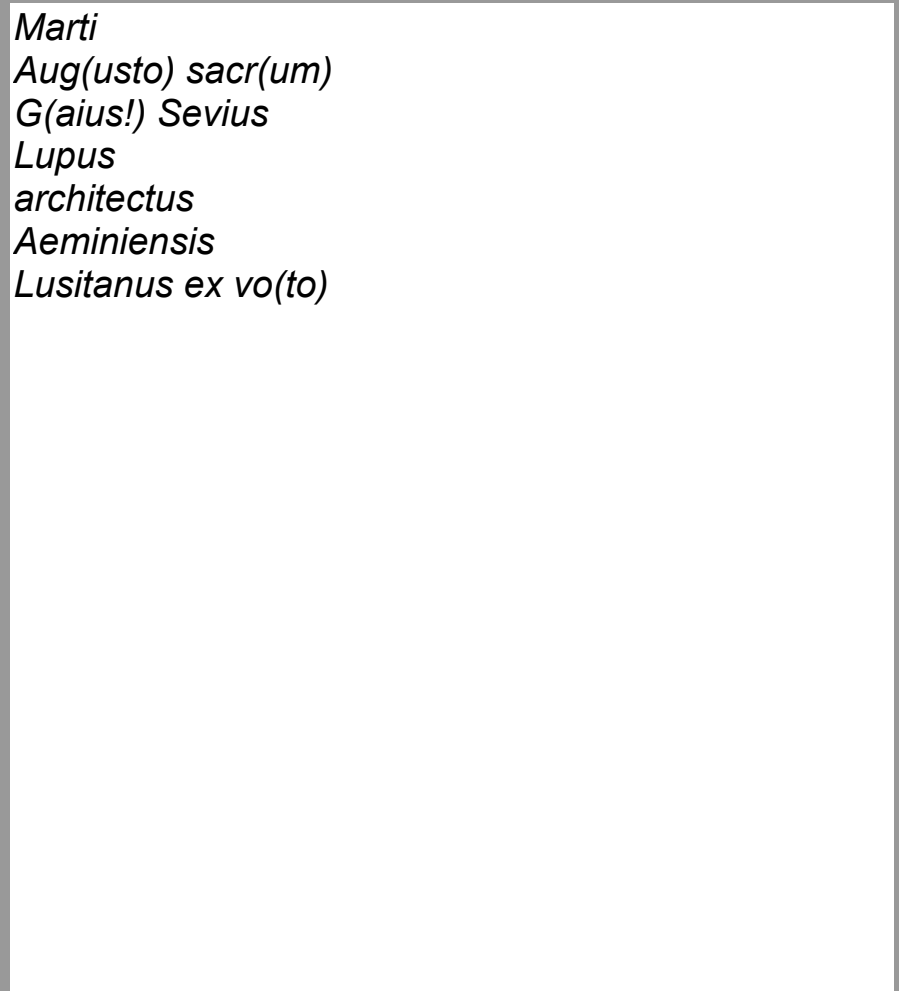 Marti
Aug(usto) sacr(um)
G(aius!) Sevius
Lupus
architectus
Aeminiensis
Lusitanus ex vo(to)